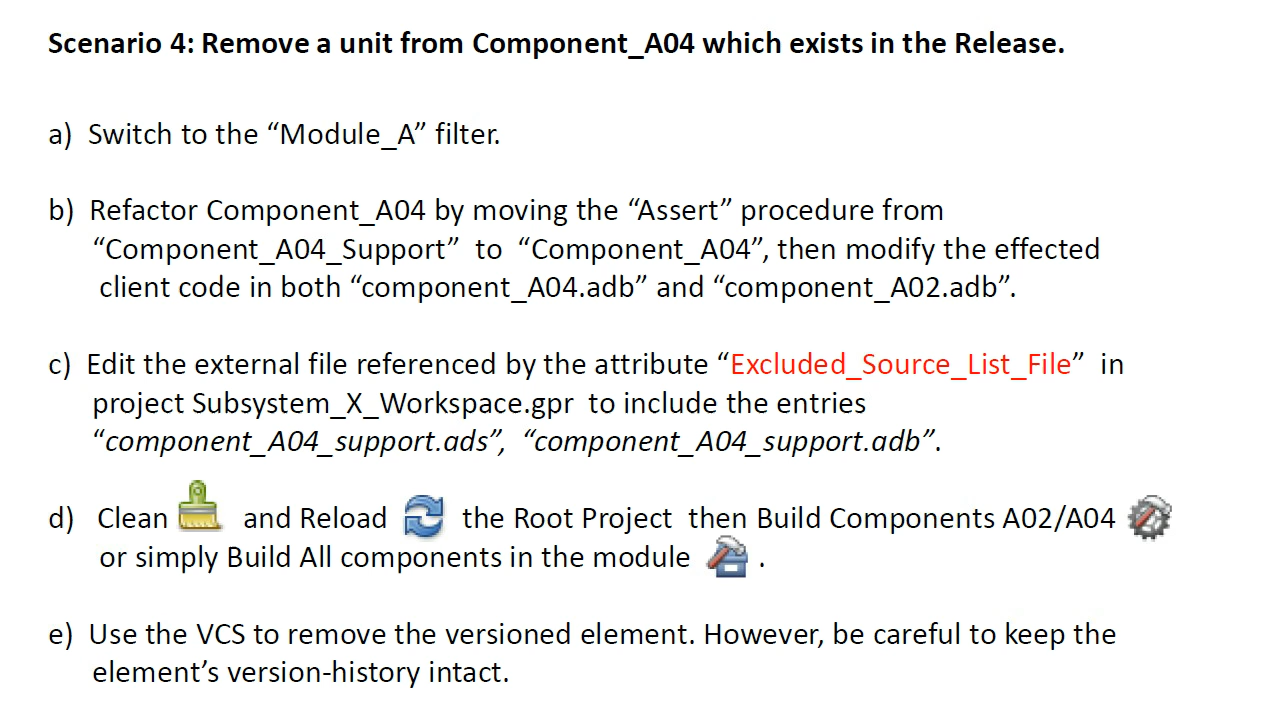 Scenario 4: Remove a unit from Component_A04 which exists in the Release.
a) Switch to the “Module_A” filter.
b) Refactor Component_A04 by moving the “Assert” procedure from
“Component_A04_Support” to “Component_A04”, then modify the effected
client code in both “component_A04.adb” and “component_A02.adb”.
c) Edit the external file referenced by the attribute “Excluded_Source_List_File” in
project Subsystem_X_Workspace.gpr to include the entries
“component_A04_support.ads”, “component_A04_support.adb”.
d) Clean and Reload the Root Project then Build Components A02/A04
or simply Build All components in the module .
e) Use the VCS to remove the versioned element. However, be careful to keep the
element’s version-history intact.